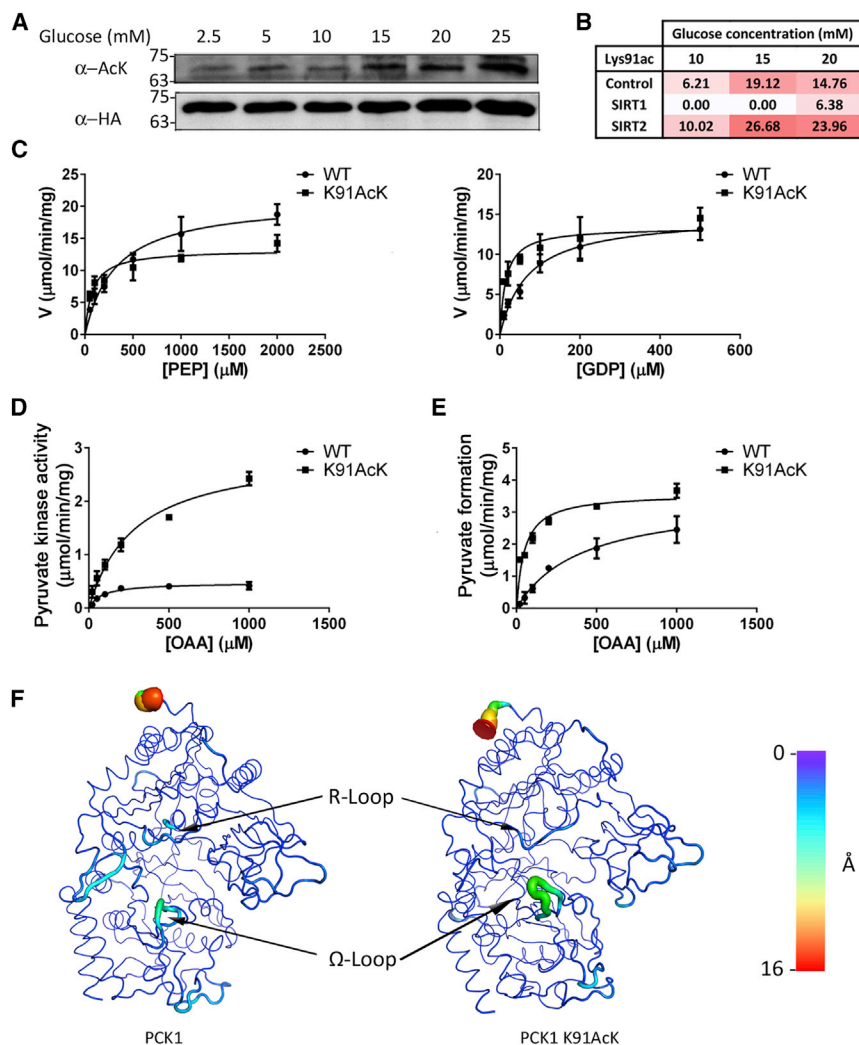 A
Glucose (mM) 2.5 5 10 15 20 25
α-AcK
75
63
α-HA
75
63
B
Glucose concentration (mM)
Lys91ac 10 15 20
Control 6.21 19.12 14.76
SIRT1 0.00 0.00 6.38
SIRT2 10.02 26.68 23.96
C
V (μmol/min/mg)
25
20
15
10
5
0
0 500 1000 1500 2000 2500
[PEP] (μM)
WT
K91AcK
V (μmol/min/mg)
20
15
10
5
0
0 200 400 600
[GDP] (μM)
WT
K91AcK
D
Pyruvate kinase activity
(μmol/min/mg)
3
2
1
0
0 500 1000 1500
[OAA] (μM)
WT
K91AcK
E
Pyruvate formation
(μmol/min/mg)
5
4
3
2
1
0
0 500 1000 1500
[OAA] (μM)
WT
K91AcK
F
R-Loop
Ω-Loop
PCK1
PCK1 K91AcK
0
Å
16